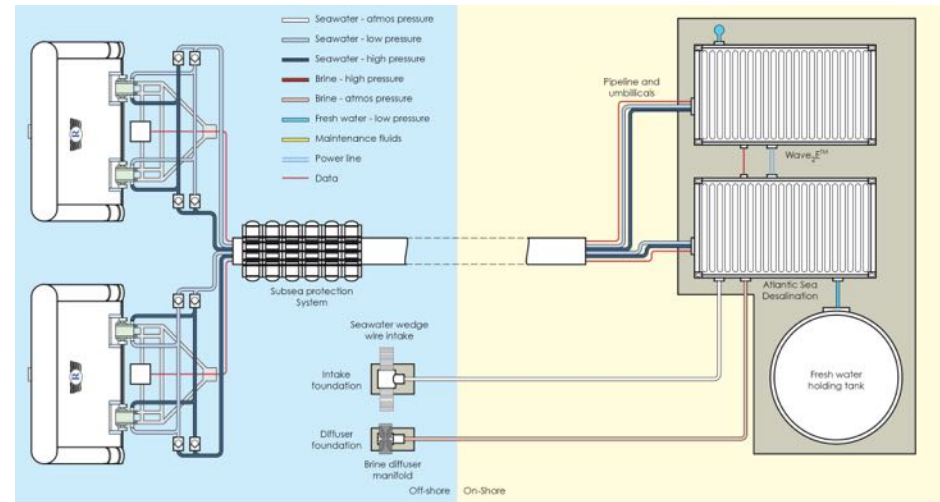 Seawater - atmos pressure
Seawater - low pressure
Seawater - high pressure
Brine - high pressure
Brine - atmos pressure
Fresh water - low pressure
Maintenance fluids
Power line
Data
R
R
Subsea protection
System
Pipeline and
umbillicals
Wave₂E™
Atlantic Sea
Desalination
Fresh water
holding tank
Seawater wedge
wire intake
Intake
foundation
Diffuser
foundation
Brine diffuser
manifold
Off-shore
On-Shore